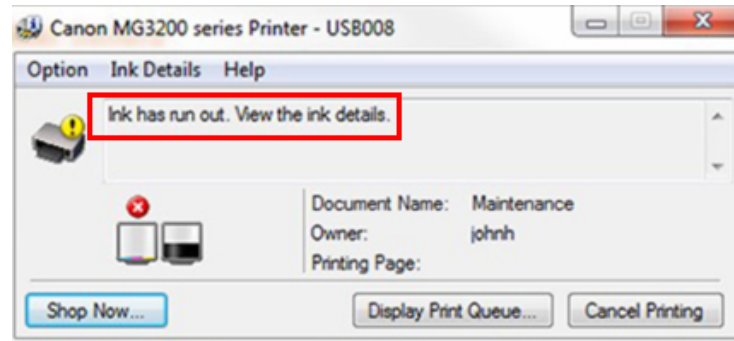 Canon MG3200 series Printer - USB008
Option Ink Details Help
Ink has run out. View the ink details.
Document Name: Maintenance
Owner: johnh
Printing Page:
Shop Now... Display Print Queue... Cancel Printing